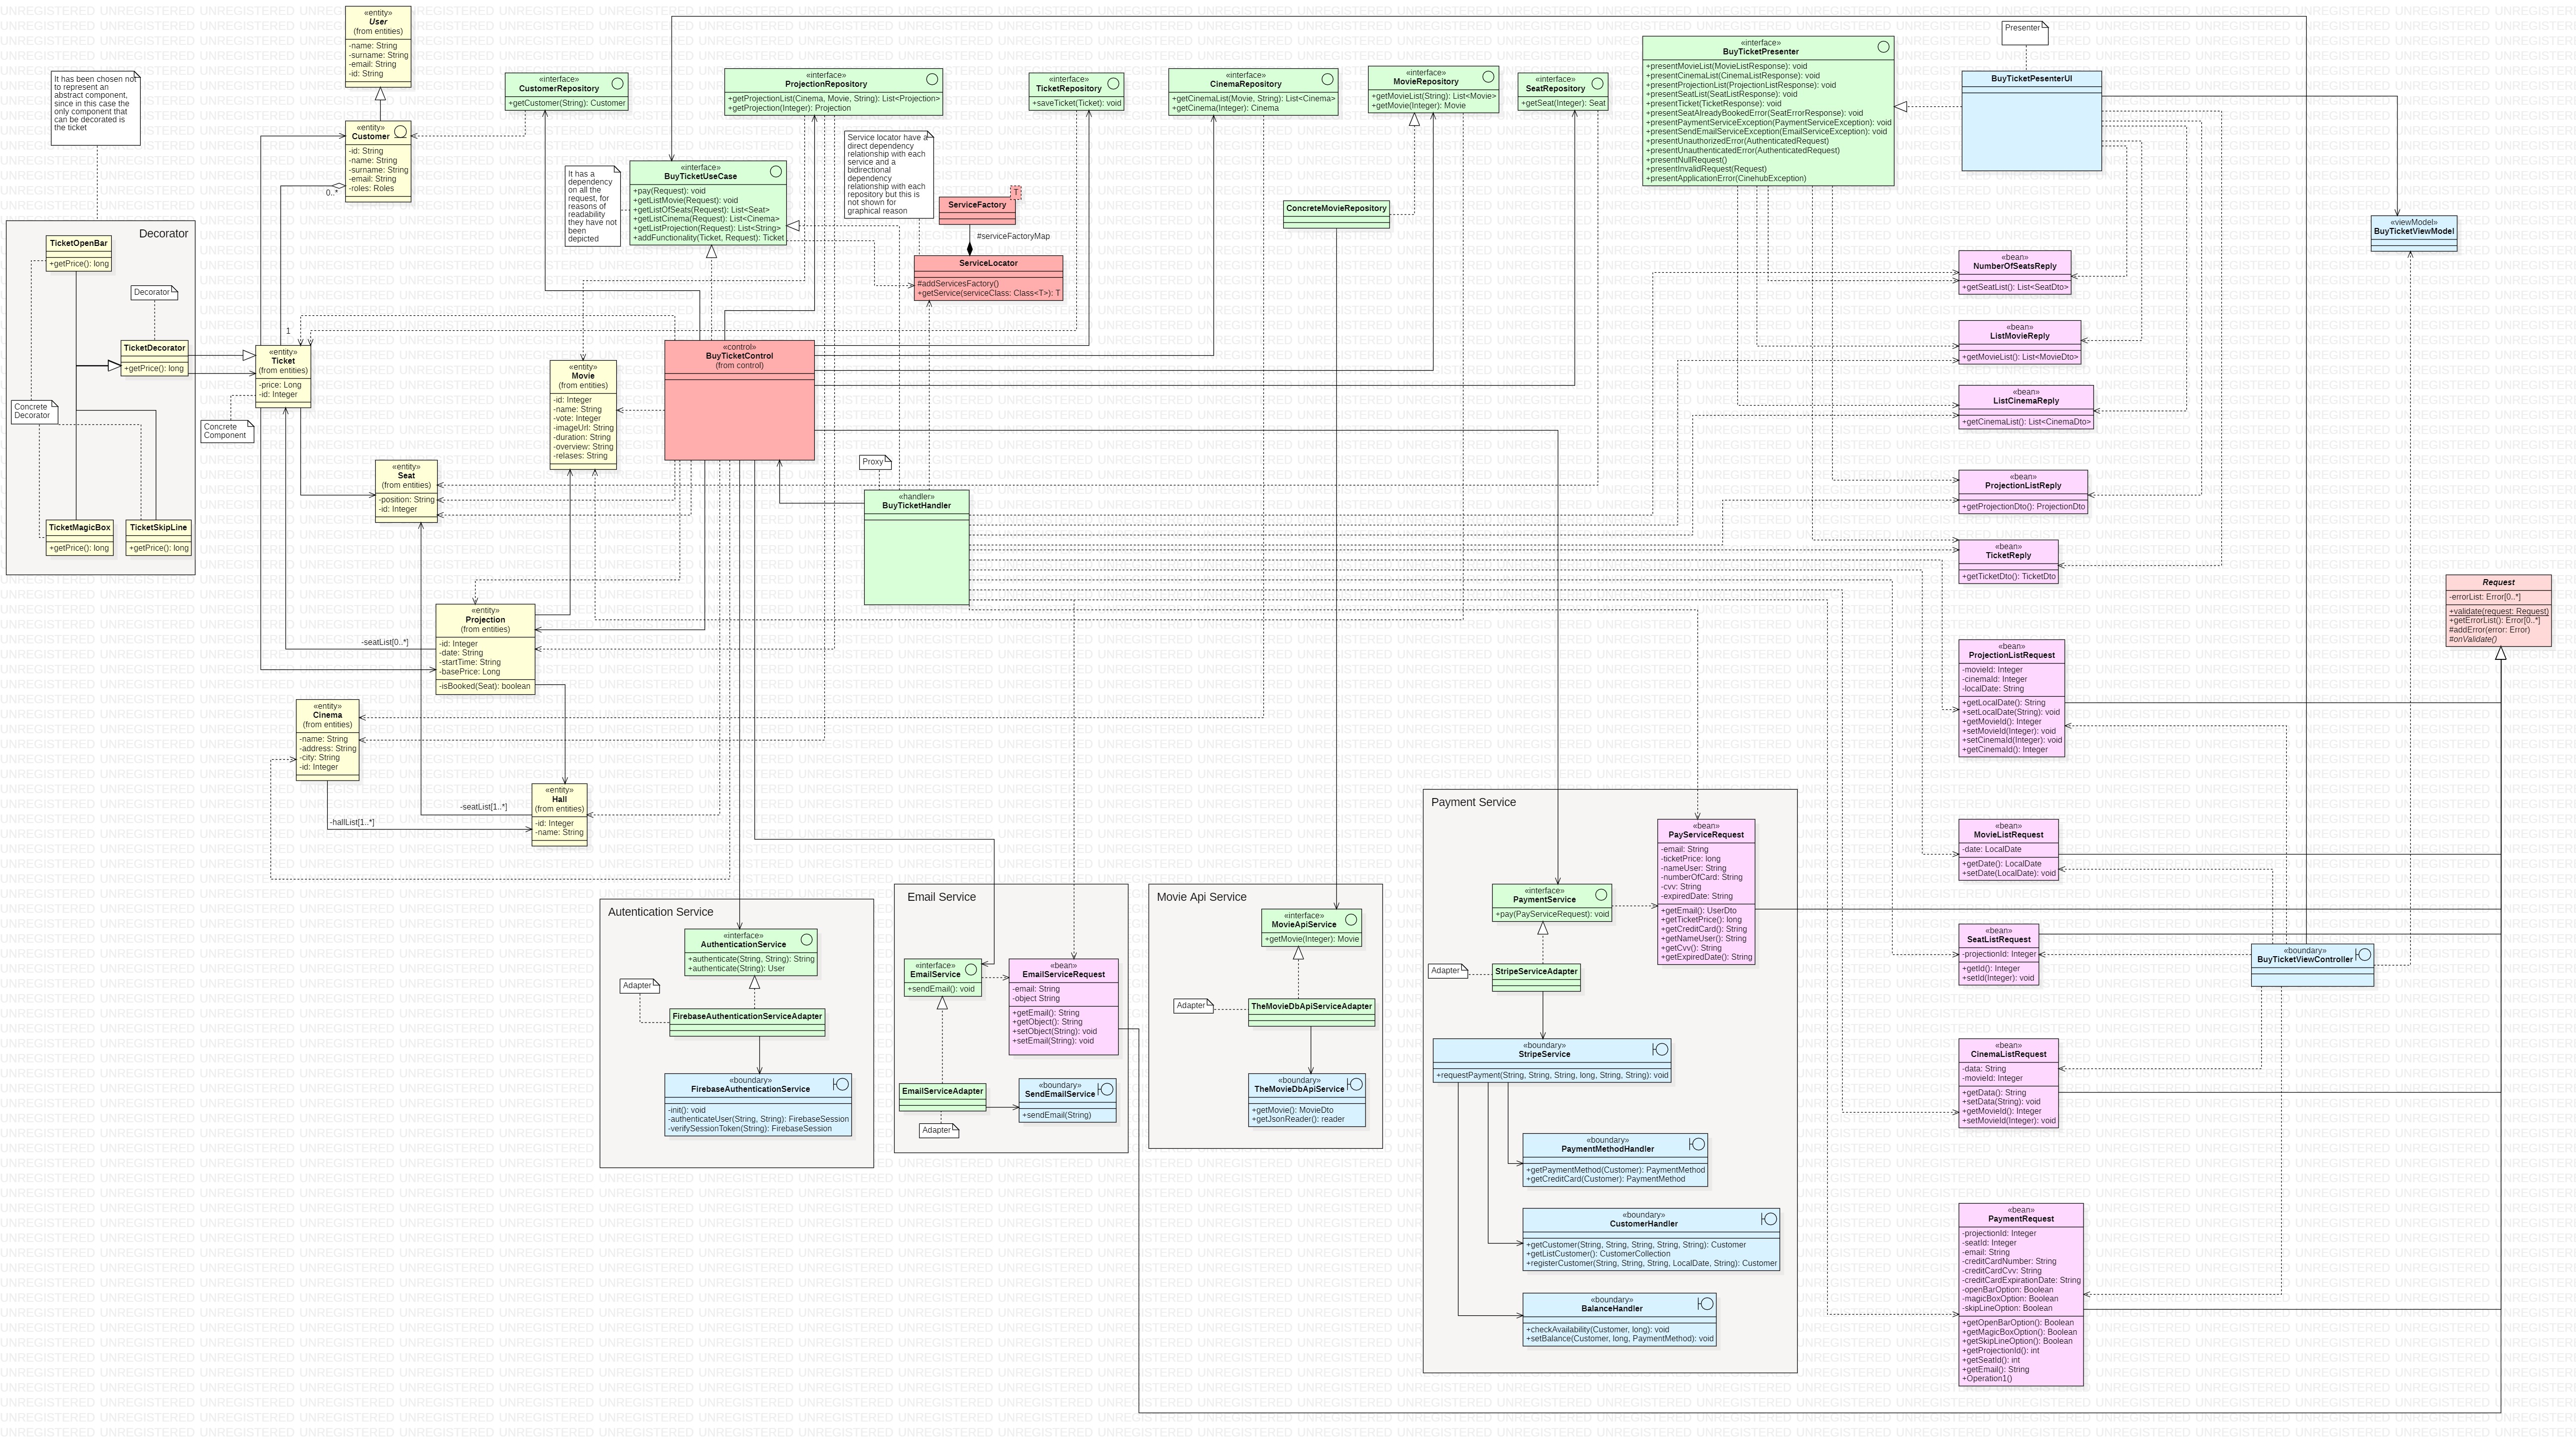 «entity»
User
(from entities)
-name: String
-surname: String
-email: String
-id: String
It has been chosen not
to represent an
abstract component,
since in this case the
only component that
can be decorated is
the ticket
«entity»
Customer
-id: String
-name: String
-surname: String
-email: String
-roles: Roles
0..*
1
Decorator
TicketOpenBar
+getPrice(): long
Decorator
TicketDecorator
+getPrice(): long
Concrete
Decorator
TicketMagicBox
+getPrice(): long
TicketSkipLine
+getPrice(): long
«entity»
Ticket
(from entities)
-price: Long
-id: Integer
Concrete
Component
«interface»
CustomerRepository
+getCustomer(String): Customer
«interface»
ProjectionRepository
+getProjectionList(Cinema, Movie, String): List<Projection>
+getProjection(Integer): Projection
«interface»
TicketRepository
+saveTicket(Ticket): void
«interface»
CinemaRepository
+getCinemaList(Movie, String): List<Cinema>
+getCinema(Integer): Cinema
«interface»
MovieRepository
+getMovieList(String): List<Movie>
+getMovie(Integer): Movie
«interface»
SeatRepository
+getSeat(Integer): Seat
It has a
dependency
on all the
request, for
reasons of
readability
they have not
been
depicted
«interface»
BuyTicketUseCase
+pay(Request): void
+getListMovie(Request): void
+getListOfSeats(Request): List<Seat>
+getListCinema(Request): List<Cinema>
+getListProjection(Request): List<String>
+addFunctionality(Ticket, Request): Ticket
Service locator have a
direct dependency
relationship with each
service and a
bidirectional
dependency
relationship with each
repository but this is
not shown for
graphical reason
T
ServiceFactory
#serviceFactoryMap
ServiceLocator
#addServicesFactory()
+getService(serviceClass: Class<T>): T
ConcreteMovieRepository
«interface»
BuyTicketPresenter
+presentMovieList(MovieListResponse): void
+presentCinemaList(CinemaListResponse): void
+presentProjectionList(ProjectionListResponse): void
+presentSeatList(SeatListResponse): void
+presentTicket(TicketResponse): void
+presentSeatAlreadyBookedError(SeatErrorResponse): void
+presentPaymentServiceException(PaymentServiceException): void
+presentSendEmailServiceException(EmailServiceException): void
+presentUnauthorizedError(AuthenticatedRequest)
+presentUnauthenticatedError(AuthenticatedRequest)
+presentNullRequest()
+presentInvalidRequest(Request)
+presentApplicationError(CinehubException)
Presenter
BuyTicketPesenterUI
«viewModel»
BuyTicketViewModel
«control»
BuyTicketControl
(from control)
«entity»
Movie
(from entities)
-id: Integer
-name: String
-vote: Integer
-imageUrl: String
-duration: String
-overview: String
-relases: String
«entity»
Seat
(from entities)
-position: String
-id: Integer
Proxy
«handler»
BuyTicketHandler
«entity»
Projection
(from entities)
-id: Integer
-date: String
-startTime: String
-basePrice: Long
-isBooked(Seat): boolean
-seatList[0..*]
«entity»
Cinema
(from entities)
-name: String
-address: String
-city: String
-id: Integer
«entity»
Hall
(from entities)
-id: Integer
-name: String
-seatList[1..*]
-hallList[1..*]
«bean»
NumberOfSeatsReply
+getSeatList(): List<SeatDto>
«bean»
ListMovieReply
+getMovieList(): List<MovieDto>
«bean»
ListCinemaReply
+getCinemaList(): List<CinemaDto>
«bean»
ProjectionListReply
+getProjectionDto(): ProjectionDto
«bean»
TicketReply
+getTicketDto(): TicketDto
Request
-errorList: Error[0..*]
+validate(request: Request)
+getErrorList(): Error[0..*]
#addError(error: Error)
#onValidate()
«bean»
ProjectionListRequest
-movieId: Integer
-cinemaId: Integer
-localDate: String
+getLocalDate(): String
+setLocalDate(String): void
+getMovieId(): Integer
+setMovieId(Integer): void
+setCinemaId(Integer): void
+getCinemaId(): Integer
«bean»
MovieListRequest
-date: LocalDate
+getDate(): LocalDate
+setDate(LocalDate): void
«bean»
SeatListRequest
-projectionId: Integer
+getId(): Integer
+setId(Integer): void
«boundary»
BuyTicketViewController
«bean»
CinemaListRequest
-data: String
-movieId: Integer
+getData(): String
+setData(String): void
+getMovieId(): Integer
+setMovieId(Integer): void
«bean»
PaymentRequest
-projectionId: Integer
-seatId: Integer
-email: String
-creditCardNumber: String
-creditCardCvv: String
-creditCardExpirationDate: String
-openBarOption: Boolean
-magicBoxOption: Boolean
-skipLineOption: Boolean
+getOpenBarOption(): Boolean
+getMagicBoxOption(): Boolean
+getSkipLineOption(): Boolean
+getProjectionId(): int
+getSeatId(): int
+getEmail(): String
+Operation1()
Autentication Service
«interface»
AuthenticationService
+authenticate(String, String): String
+authenticate(String): User
Adapter
FirebaseAuthenticationServiceAdapter
«boundary»
FirebaseAuthenticationService
-init(): void
-authenticateUser(String, String): FirebaseSession
-verifySessionToken(String): FirebaseSession
Email Service
«interface»
EmailService
+sendEmail(): void
«bean»
EmailServiceRequest
-email: String
-object String
+getEmail(): String
+getObject(): String
+setObject(String): void
+setEmail(String): void
EmailServiceAdapter
Adapter
«boundary»
SendEmailService
+sendEmail(String)
Movie Api Service
«interface»
MovieApiService
+getMovie(Integer): Movie
Adapter
TheMovieDbApiServiceAdapter
«boundary»
TheMovieDbApiService
+getMovie(): MovieDto
+getJsonReader(): reader
Payment Service
«bean»
PayServiceRequest
-email: String
-ticketPrice: long
-nameUser: String
-numberOfCard: String
-cvv: String
-expiredDate: String
+getEmail(): UserDto
+getTicketPrice(): long
+getCreditCard(): String
+getNameUser(): String
+getCvv(): String
+getExpiredDate(): String
«interface»
PaymentService
+pay(PayServiceRequest): void
Adapter
StripeServiceAdapter
«boundary»
StripeService
+requestPayment(String, String, String, long, String, String): void
«boundary»
PaymentMethodHandler
+getPaymentMethod(Customer): PaymentMethod
+getCreditCard(Customer): PaymentMethod
«boundary»
CustomerHandler
+getCustomer(String, String, String, String, String): Customer
+getListCustomer(): CustomerCollection
+registerCustomer(String, String, String, LocalDate, String): Customer
«boundary»
BalanceHandler
+checkAvailability(Customer, long): void
+setBalance(Customer, long, PaymentMethod): void
UNREGISTERED